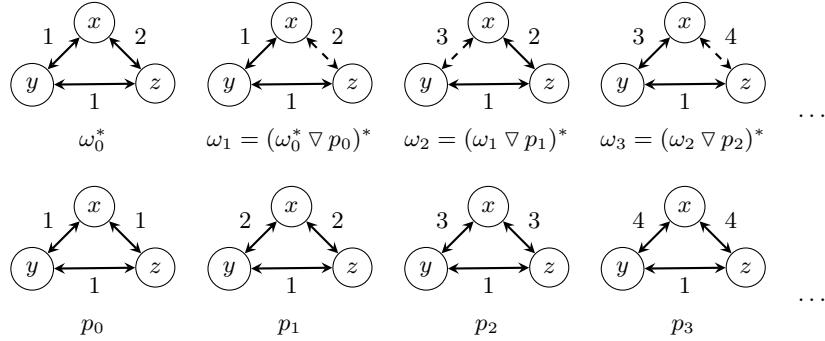 x x x x
1 2 1 2 3 2 3 4
y z y z y z y z
1 1 1 1
ω₀* ω₁ = (ω₀* ▽ p₀)* ω₂ = (ω₁ ▽ p₁)* ω₃ = (ω₂ ▽ p₂)* ...
x x x x
1 1 2 2 3 3 4 4
y z y z y z y z
1 1 1 1
p₀ p₁ p₂ p₃ ...